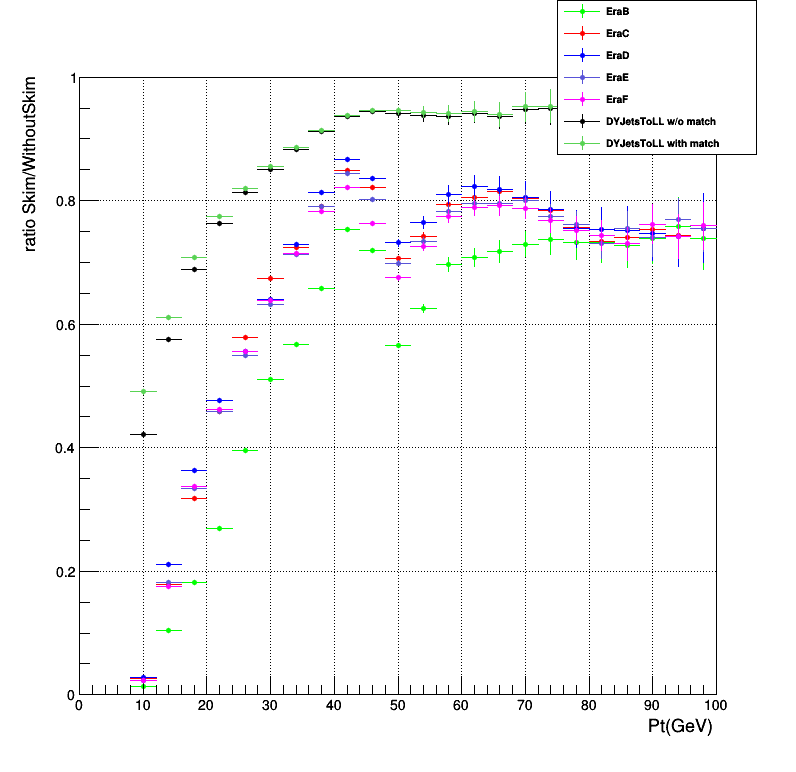 EraB
EraC
EraD
EraE
EraF
DYJetsToLL w/o match
DYJetsToLL with match
ratio Skim/WithoutSkim
1
0.8
0.6
0.4
0.2
0
0 10 20 30 40 50 60 70 80 90 100
Pt(GeV)